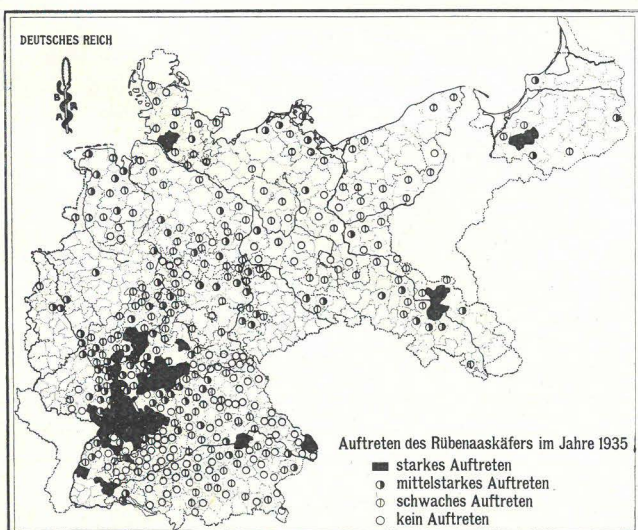 DEUTSCHES REICH
Auftreten des Rübenaaskäfers im Jahre 1935
starkes Auftreten
mittelstarkes Auftreten
schwaches Auftreten
kein Auftreten